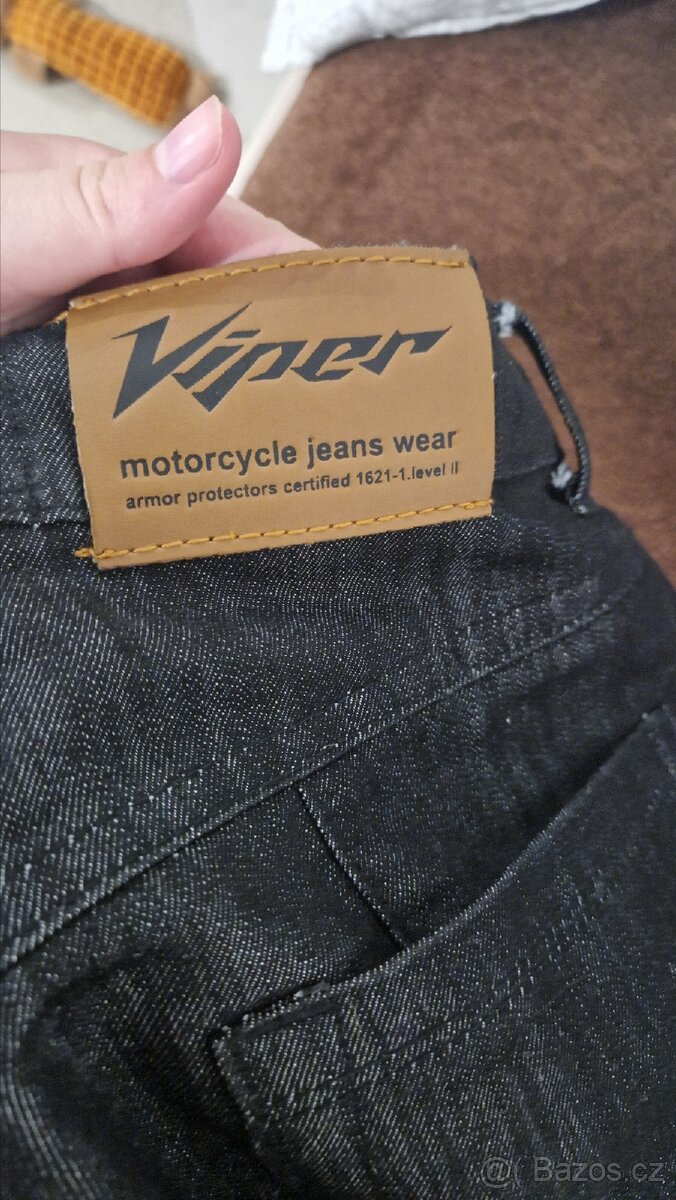 Viper
motorcycle jeans wear
armor protectors certified 1621-1.level II
@( Bazos.cz